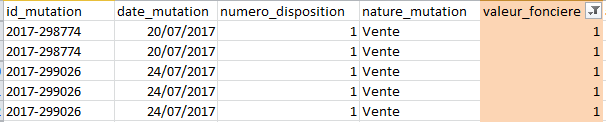 id_mutation date_mutation numero_disposition nature_mutation valeur_fonciere
2017-298774 20/07/2017 1 Vente 1
2017-298774 20/07/2017 1 Vente 1
2017-299026 24/07/2017 1 Vente 1
2017-299026 24/07/2017 1 Vente 1
2017-299026 24/07/2017 1 Vente 1